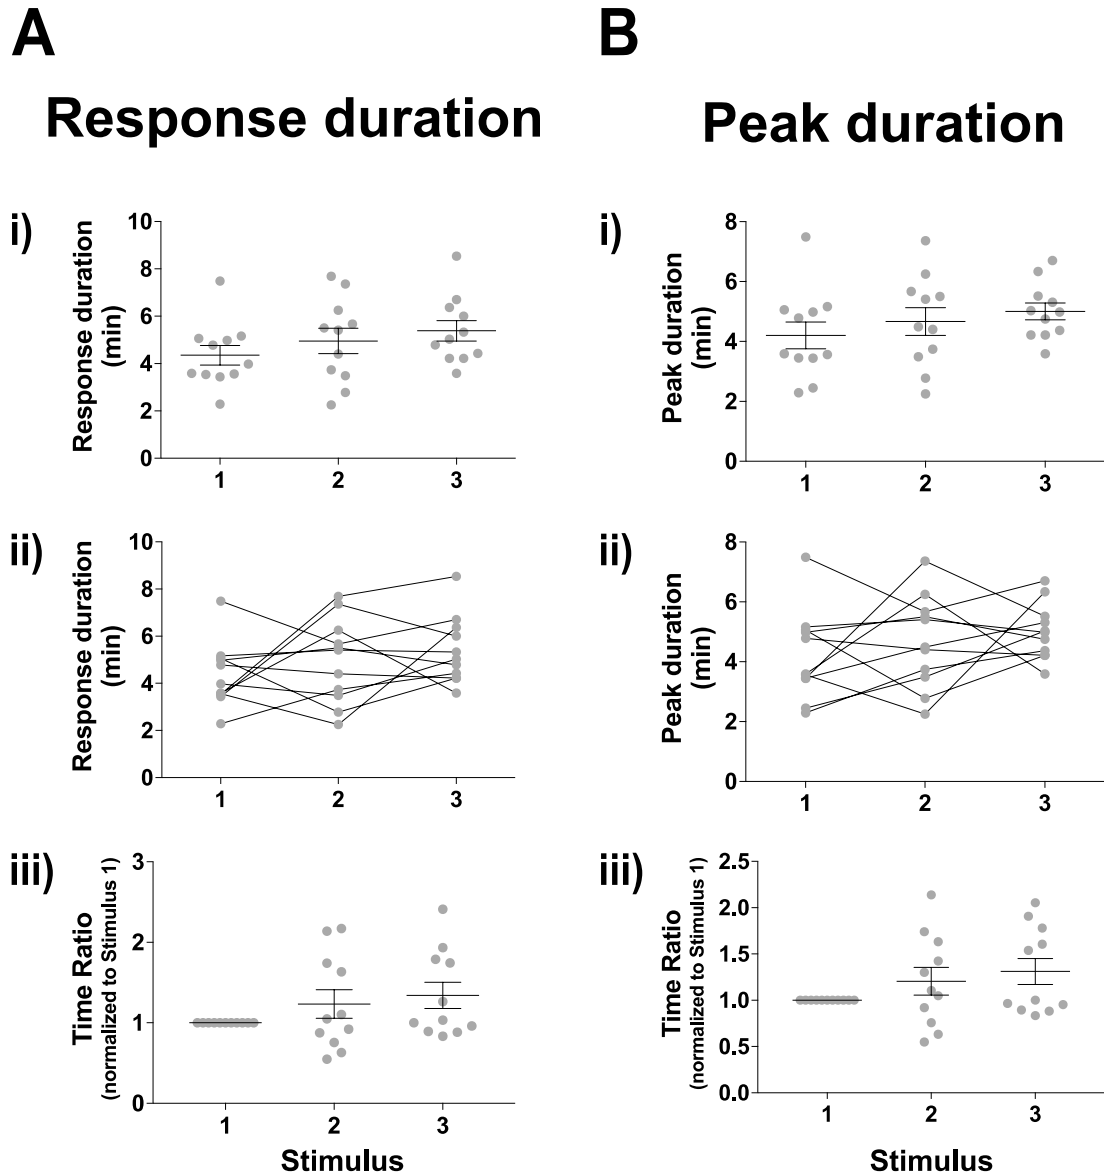 A
Response duration
i)
Response duration
(min)
10
8
6
4
2
0
1 2 3
ii)
Response duration
(min)
10
8
6
4
2
0
1 2 3
iii)
Time Ratio
(normalized to Stimulus 1)
3
2
1
0
1 2 3
Stimulus
B
Peak duration
i)
Peak duration
(min)
8
6
4
2
0
1 2 3
ii)
Peak duration
(min)
8
6
4
2
0
1 2 3
iii)
Time Ratio
(normalized to Stimulus 1)
2.5
2.0
1.5
1.0
0.5
0.0
1 2 3
Stimulus